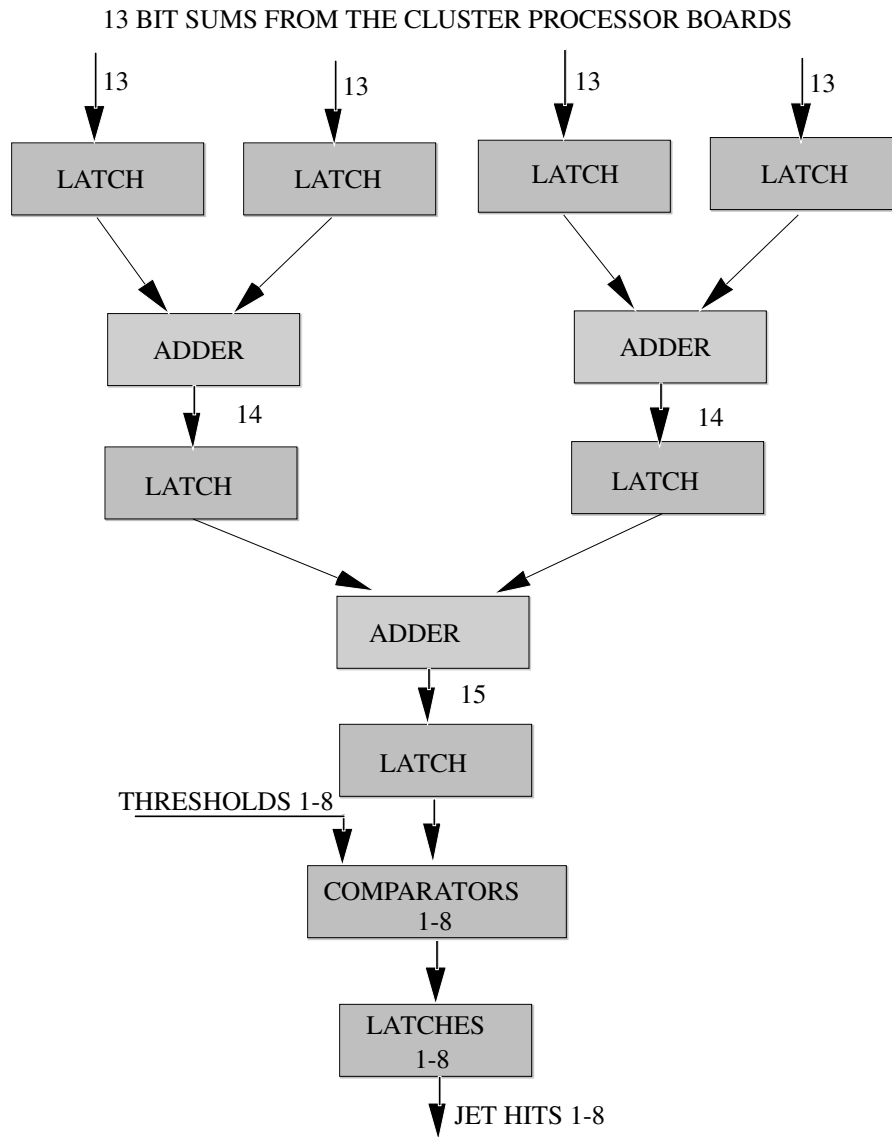 13 BIT SUMS FROM THE CLUSTER PROCESSOR BOARDS
13
13
13
13
LATCH
LATCH
LATCH
LATCH
ADDER
ADDER
14
14
LATCH
LATCH
ADDER
15
LATCH
THRESHOLDS 1-8
COMPARATORS
1-8
LATCHES
1-8
JET HITS 1-8